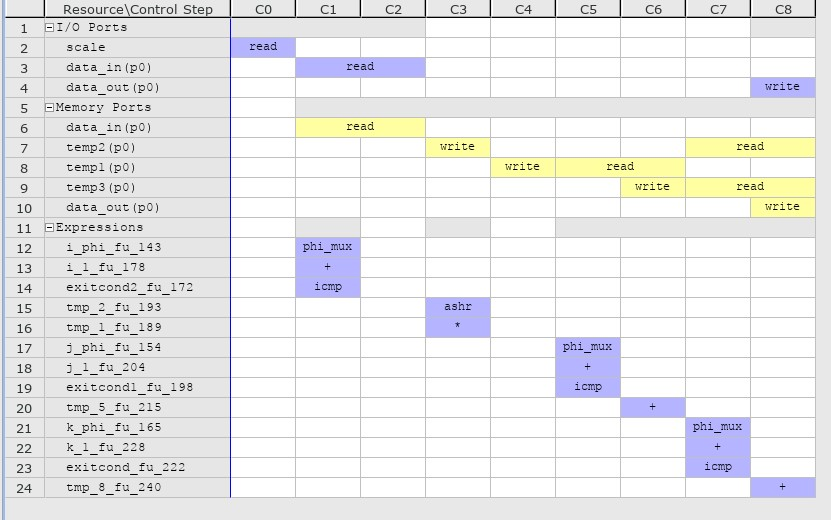 Resource\Control Step C0 C1 C2 C3 C4 C5 C6 C7 C8
1 I/O Ports
2 scale read
3 data_in(p0) read
4 data_out(p0) write
5 Memory Ports
6 data_in(p0) read
7 temp2(p0) write read
8 temp1(p0) write read
9 temp3(p0) write read
10 data_out(p0) write
11 Expressions
12 i_phi_fu_143 phi_mux
13 i_1_fu_178 +
14 exitcond2_fu_172 icmp
15 tmp_2_fu_193 ashr
16 tmp_1_fu_189 *
17 j_phi_fu_154 phi_mux
18 j_1_fu_204 +
19 exitcond1_fu_198 icmp
20 tmp_5_fu_215 +
21 k_phi_fu_165 phi_mux
22 k_1_fu_228 +
23 exitcond_fu_222 icmp
24 tmp_8_fu_240 +